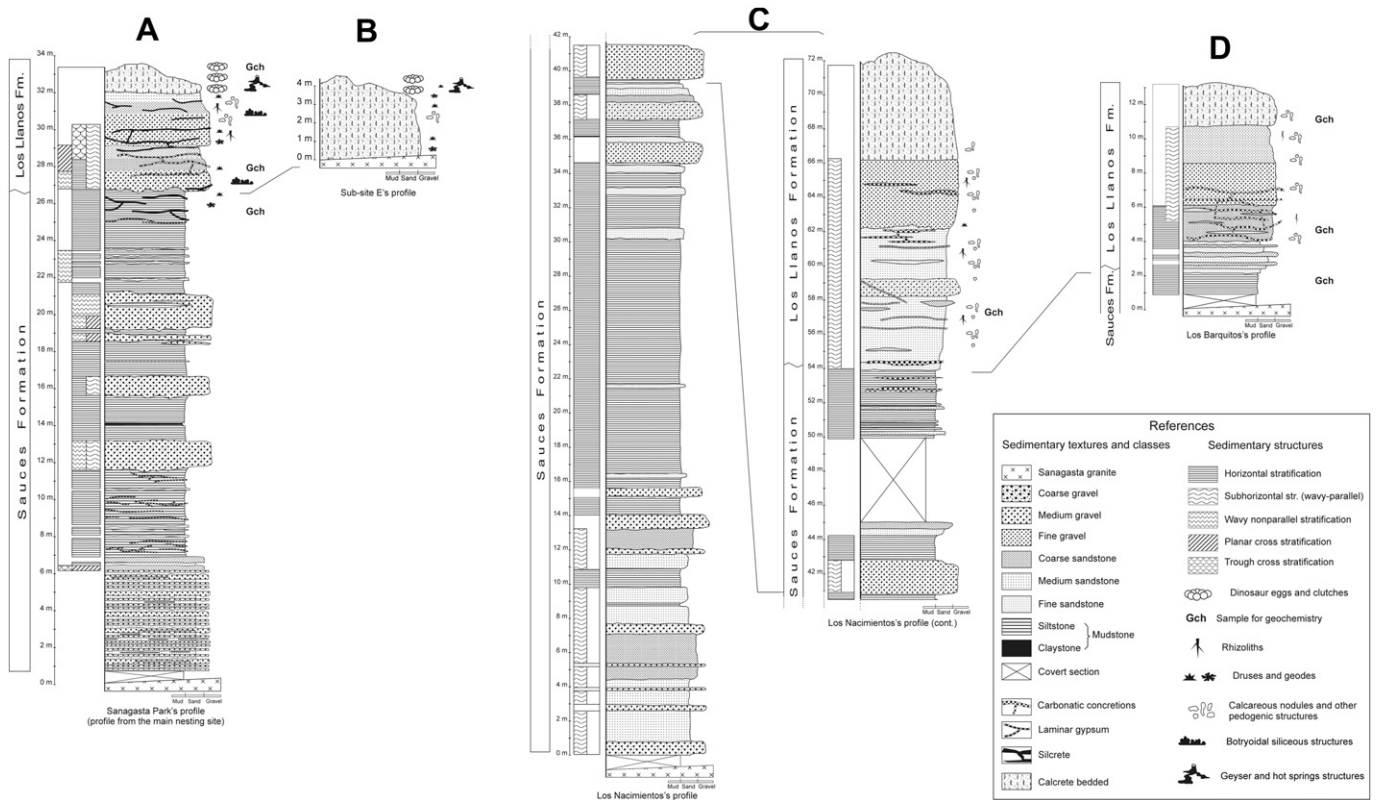 A
34 m
32 m
30 m
28 m
26 m
24 m
22 m
20 m
18 m
16 m
14 m
12 m
10 m
8 m
6 m
4 m
2 m
0 m
Los Llanos Fm.
Sauces Formation
Gch
Gch
Gch
Mud Sand Gravel
Sanagasta Park's profile
(profile from the main nesting site)
B
4 m
3 m
2 m
1 m
0 m
Mud Sand Gravel
Sub-site E's profile
C
42 m
40 m
38 m
36 m
34 m
32 m
30 m
28 m
26 m
24 m
22 m
20 m
18 m
16 m
14 m
12 m
10 m
8 m
6 m
4 m
2 m
0 m
Sauces Formation
Mud Sand Gravel
Los Nacimientos's profile
72 m
70 m
68 m
66 m
64 m
62 m
60 m
58 m
56 m
54 m
52 m
50 m
48 m
46 m
44 m
42 m
Los Llanos Formation
Sauces Formation
Gch
Mud Sand Gravel
Los Nacimientos's profile (cont.)
D
12 m
10 m
8 m
6 m
4 m
2 m
0 m
Los Llanos Fm.
Sauces Fm.
Gch
Gch
Gch
Mud Sand Gravel
Los Barquitos's profile
References
Sedimentary textures and classes
Sanagasta granite
Coarse gravel
Medium gravel
Fine gravel
Coarse sandstone
Medium sandstone
Fine sandstone
Siltstone
Claystone
Mudstone
Covert section
Carbonatic concretions
Laminar gypsum
Silcrete
Calcrete bedded
Sedimentary structures
Horizontal stratification
Subhorizontal str. (wavy-parallel)
Wavy nonparallel stratification
Planar cross stratification
Trough cross stratification
Dinosaur eggs and clutches
Gch Sample for geochemistry
Rhizoliths
Druses and geodes
Calcareous nodules and other
pedogenic structures
Botryoidal siliceous structures
Geyser and hot springs structures